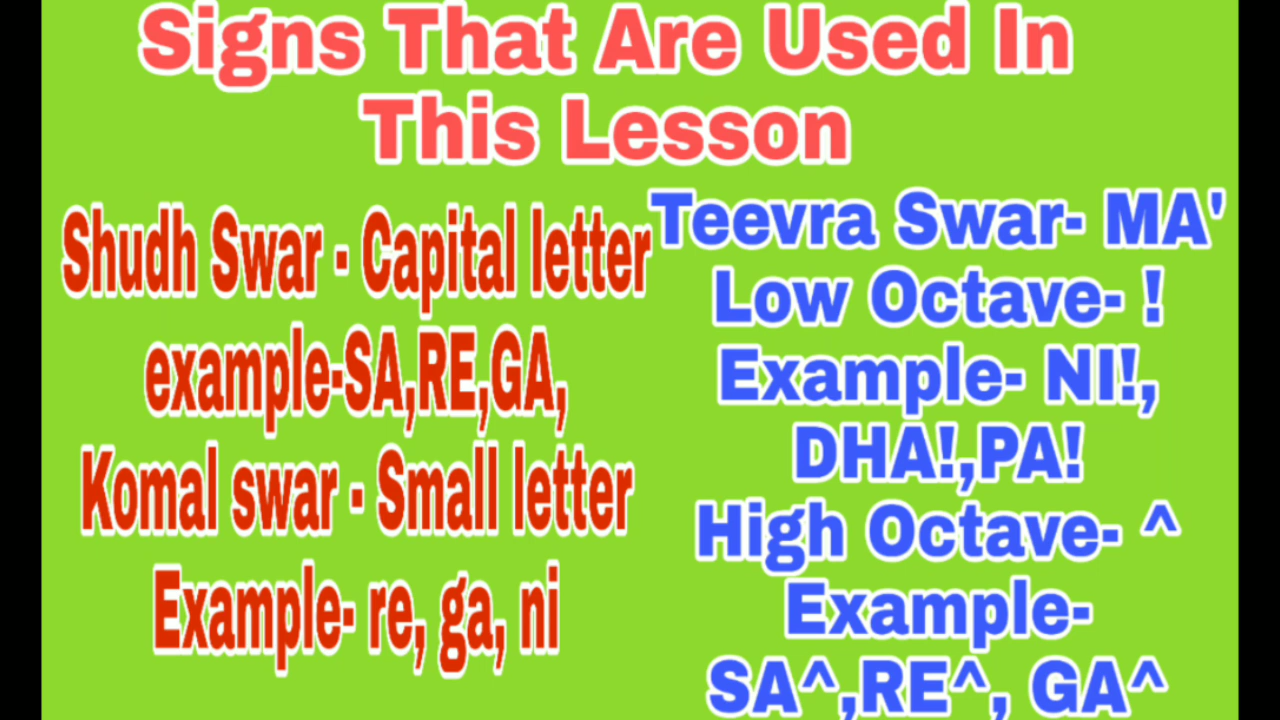 Signs That Are Used In
This Lesson
Shudh Swar - Capital letter
example-SA,RE,GA,
Komal swar - Small letter
Example- re, ga, ni
Teevra Swar- MA'
Low Octave- !
Example- NI!,
DHA!,PA!
High Octave- ^
Example-
SA^,RE^, GA^